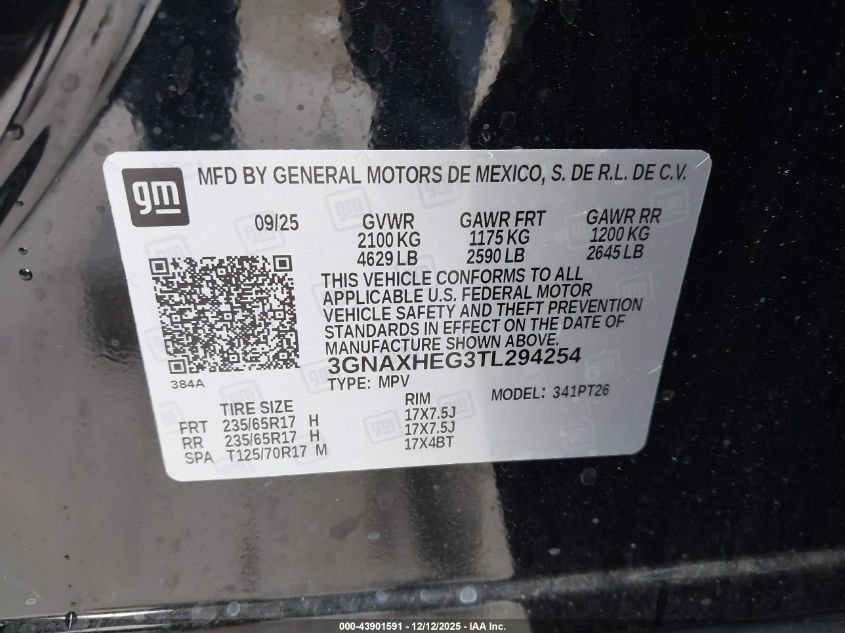 gm MFD BY GENERAL MOTORS DE MEXICO, S. DE R.L. DE C.V.
09/25 GVWR GAWR FRT GAWR RR
2100 KG 1175 KG 1200 KG
4629 LB 2590 LB 2645 LB
THIS VEHICLE CONFORMS TO ALL
APPLICABLE U.S. FEDERAL MOTOR
VEHICLE SAFETY AND THEFT PREVENTION
STANDARDS IN EFFECT ON THE DATE OF
MANUFACTURE SHOWN ABOVE.
3GNAXHEG3TL294254
384A TYPE: MPV MODEL: 341PT26
TIRE SIZE RIM
FRT 235/65R17 H 17X7.5J
RR 235/65R17 H 17X7.5J
SPA T125/70R17 M 17X4BT
000-43901591 - 12/12/2025 - IAA Inc.